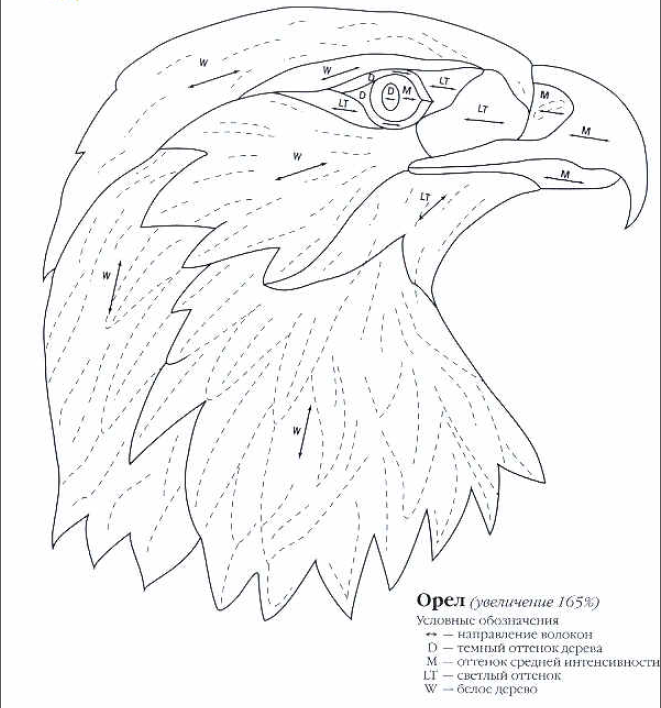 W
W
D
D
D
M
LT
LT
LT
M
M
M
W
LT
W
W
Орел (увеличение 165%)
Условные обозначения
↔ — направление волокон
D — темный оттенок дерева
M — оттенок средней интенсивности
LT — светлый оттенок
W — белое дерево